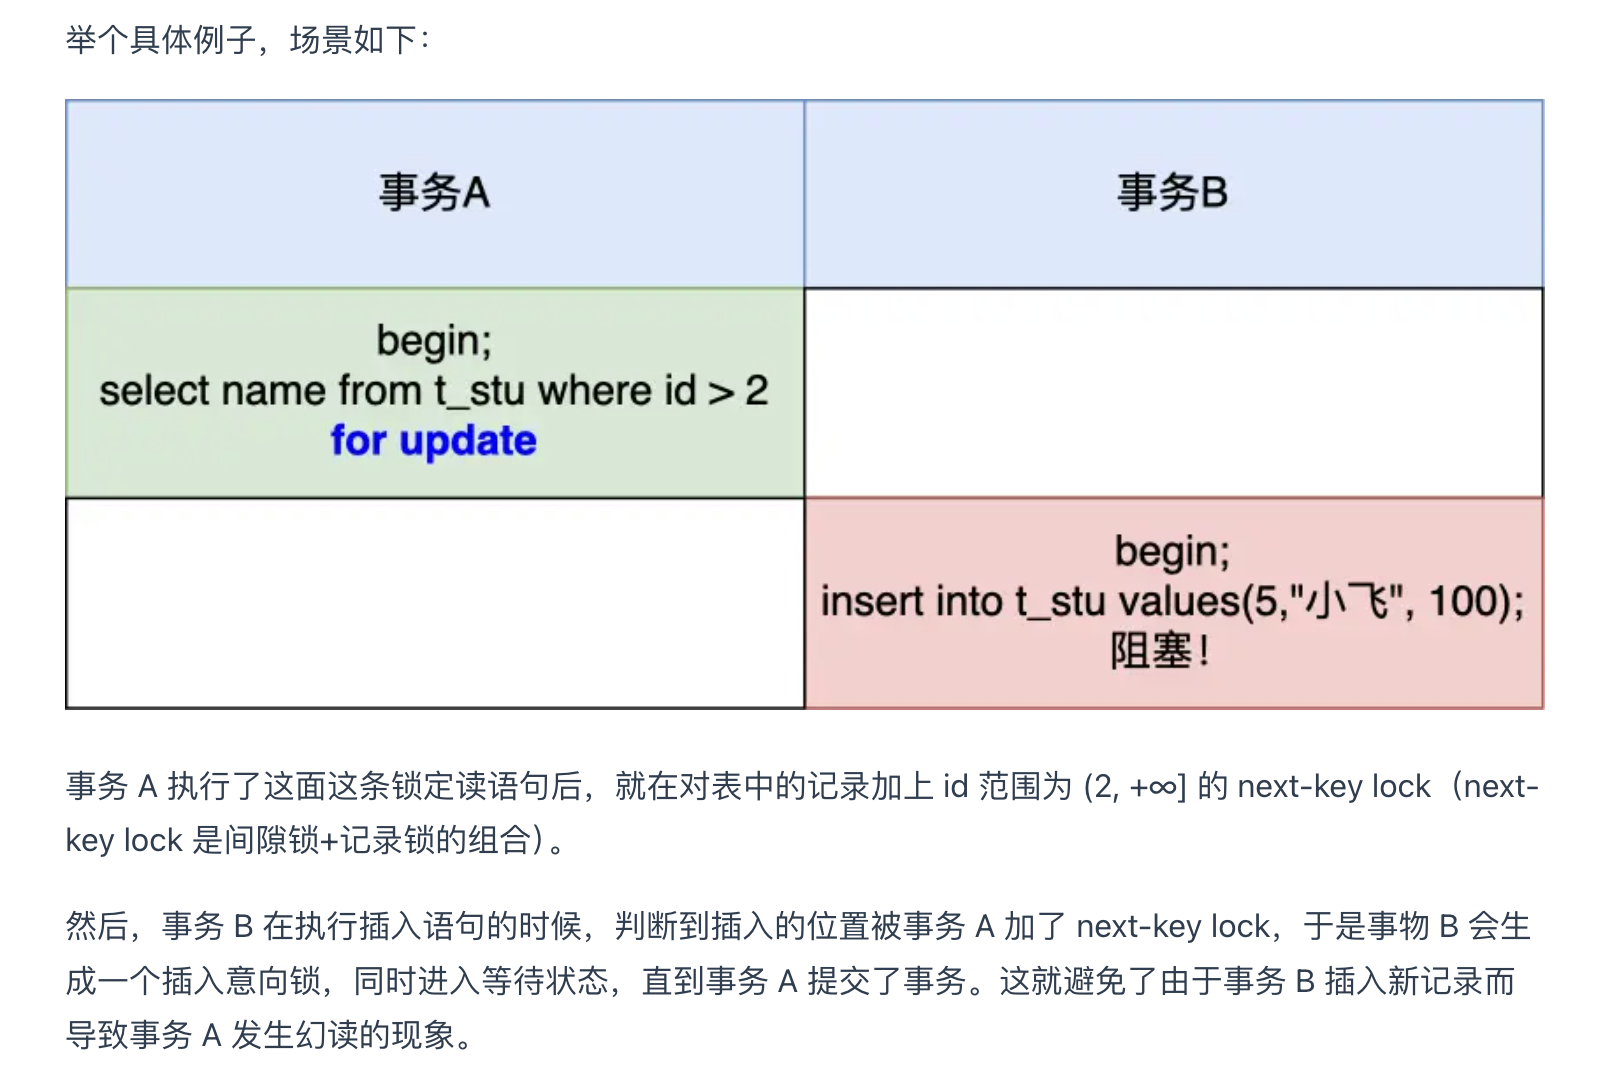 举个具体例子，场景如下：
事务A
事务B
begin;
select name from t_stu where id > 2
for update
begin;
insert into t_stu values(5,"小飞", 100);
阻塞！
事务 A 执行了这面这条锁定读语句后，就在对表中的记录加上 id 范围为 (2, +∞] 的 next-key lock（next-
key lock 是间隙锁+记录锁的组合）。
然后，事务 B 在执行插入语句的时候，判断到插入的位置被事务 A 加了 next-key lock，于是事物 B 会生
成一个插入意向锁，同时进入等待状态，直到事务 A 提交了事务。这就避免了由于事务 B 插入新记录而
导致事务 A 发生幻读的现象。